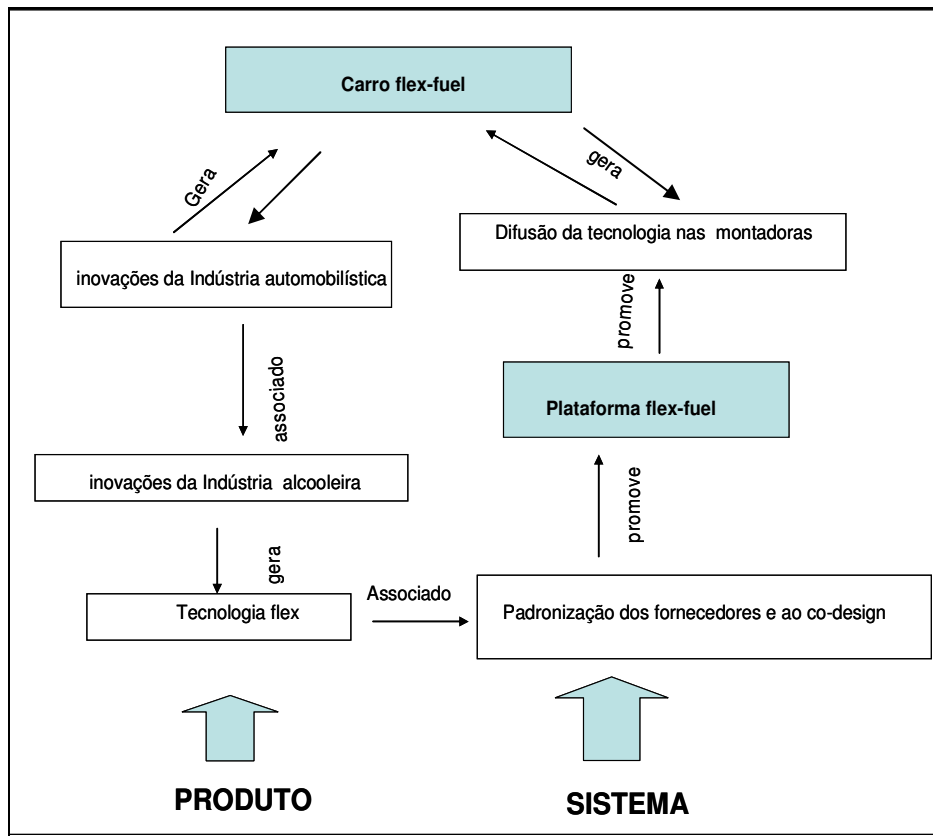 Carro flex-fuel
Gera
gera
inovações da Indústria automobilística
Difusão da tecnologia nas montadoras
associado
promove
Plataforma flex-fuel
inovações da Indústria alcooleira
promove
gera
Tecnologia flex
Associado
Padronização dos fornecedores e ao co-design
PRODUTO
SISTEMA